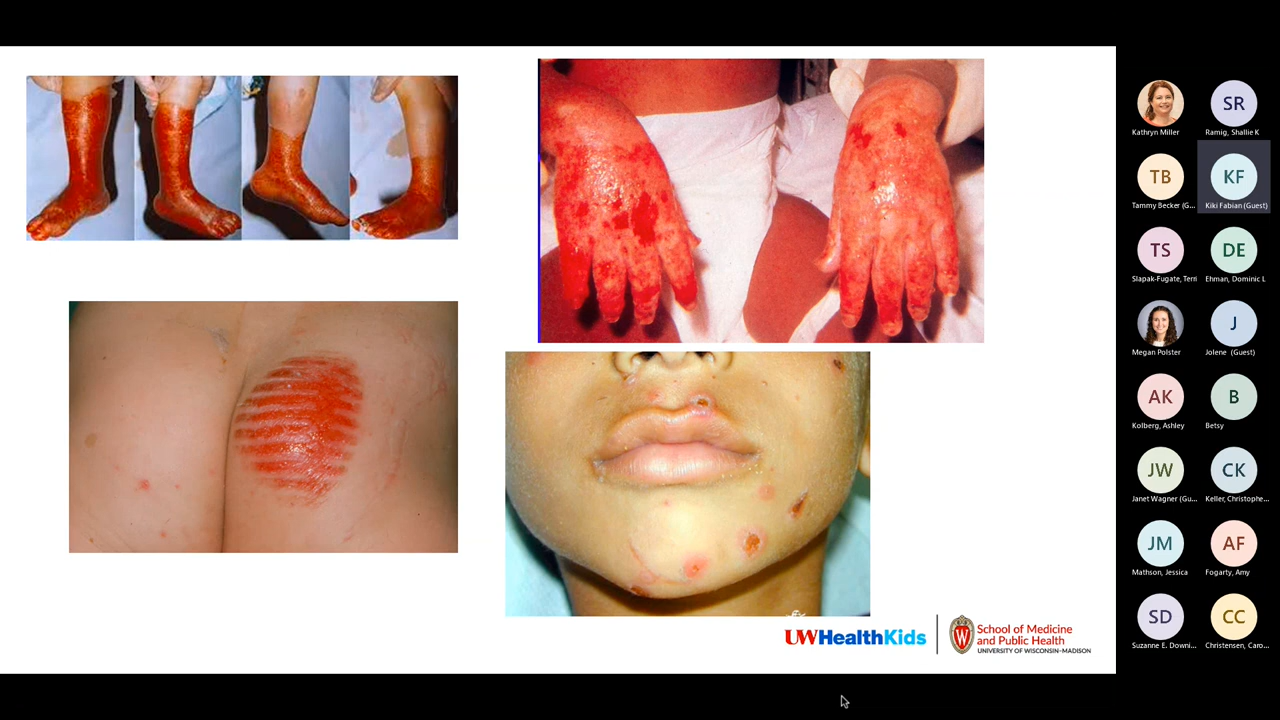 Kathryn Miller
SR
Ramig, Shallie K
TB
Tammy Becker (G...
KF
Kiki Fabian (Guest)
TS
Slapak-Fugate, Terri
DE
Ehman, Dominic L
Megan Polster
J
Jolene (Guest)
AK
Kolberg, Ashley
B
Betsy
JW
Janet Wagner (Gu...
CK
Keller, Christophe...
JM
Mathson, Jessica
AF
Fogarty, Amy
SD
Suzanne E. Downi...
CC
Christensen, Caro...
UWHealthKids
W
School of Medicine
and Public Health
UNIVERSITY OF WISCONSIN-MADISON